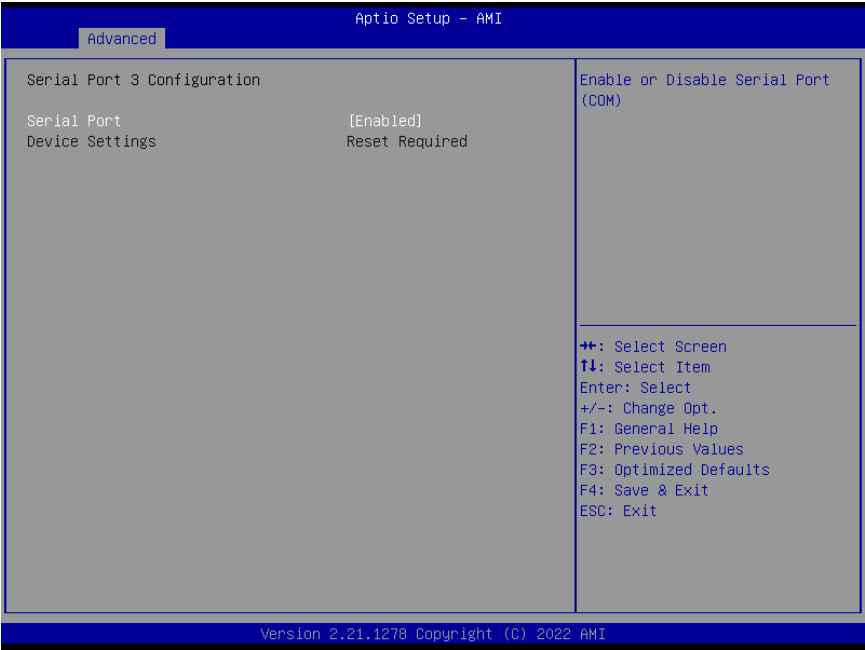 Aptio Setup – AMI
Advanced
Serial Port 3 Configuration
Serial Port [Enabled]
Device Settings Reset Required
Enable or Disable Serial Port
(COM)
→←: Select Screen
↑↓: Select Item
Enter: Select
+/-: Change Opt.
F1: General Help
F2: Previous Values
F3: Optimized Defaults
F4: Save & Exit
ESC: Exit
Version 2.21.1278 Copyright (C) 2022 AMI